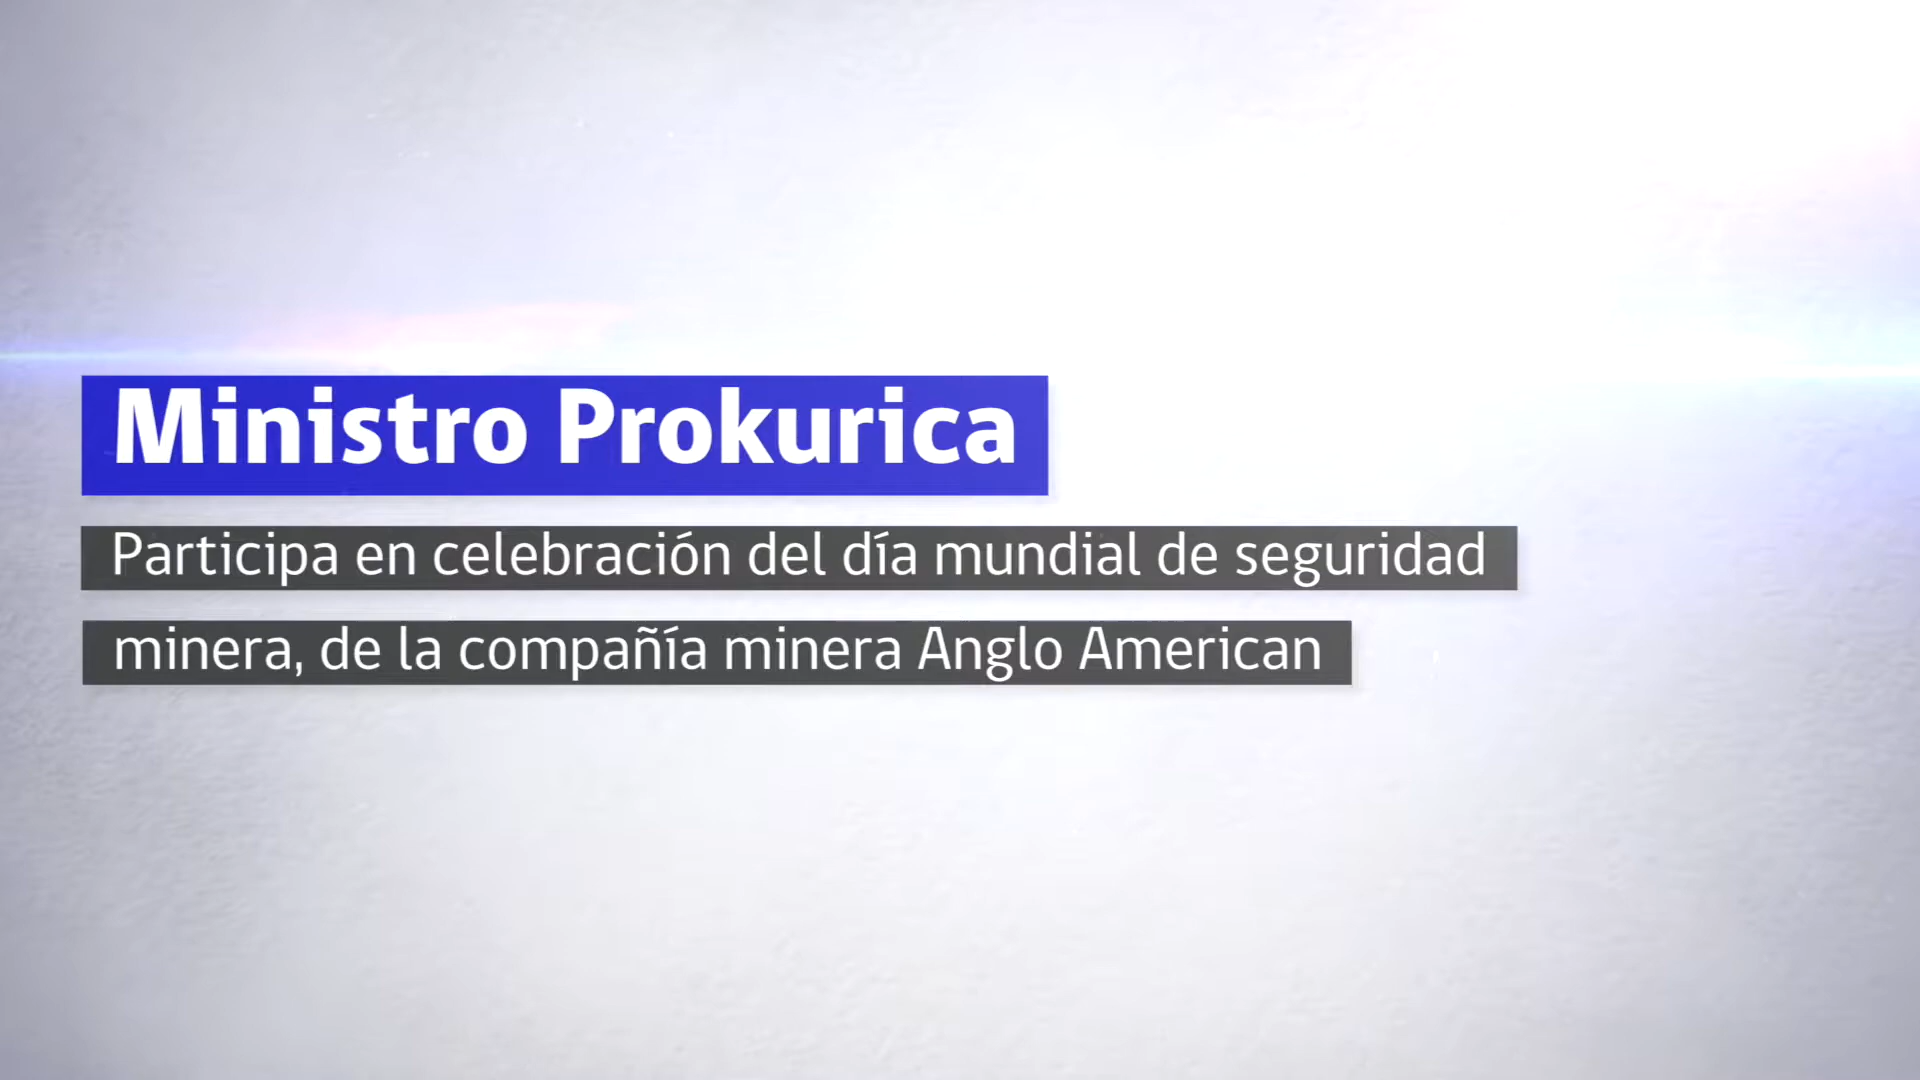 Ministro Prokurica
Participa en celebración del día mundial de seguridad
minera, de la compañía minera Anglo American